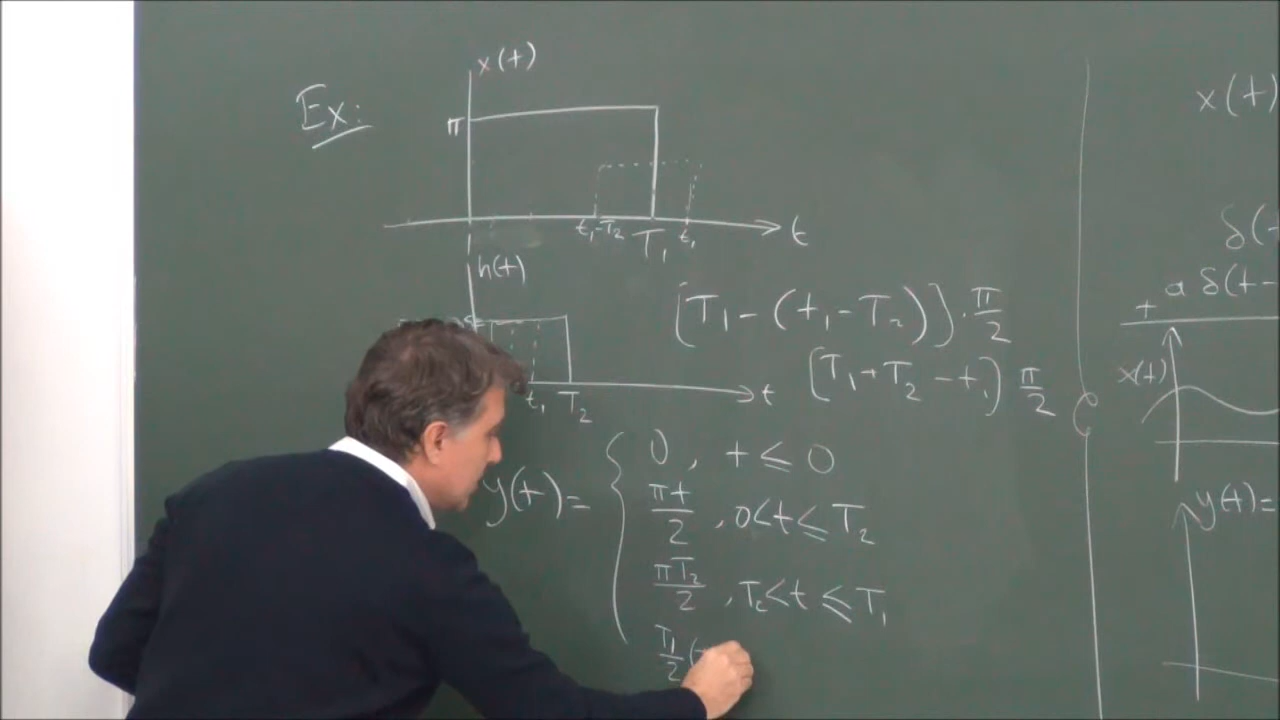 Ex:
x(t)
π
t₁-T₂ T₁ t₁ t
h(t)
[T₁-(t₁-T₂)]·π/2
[T₁+T₂-t₁) π/2
t₁ T₂ t
y(t)= { 0, t≤0
πt/2, 0<t≤T₂
πT₂/2, T₂<t≤T₁
π/2(
x(t)
δ(
+ a δ(t-
x(t)
y(t)=